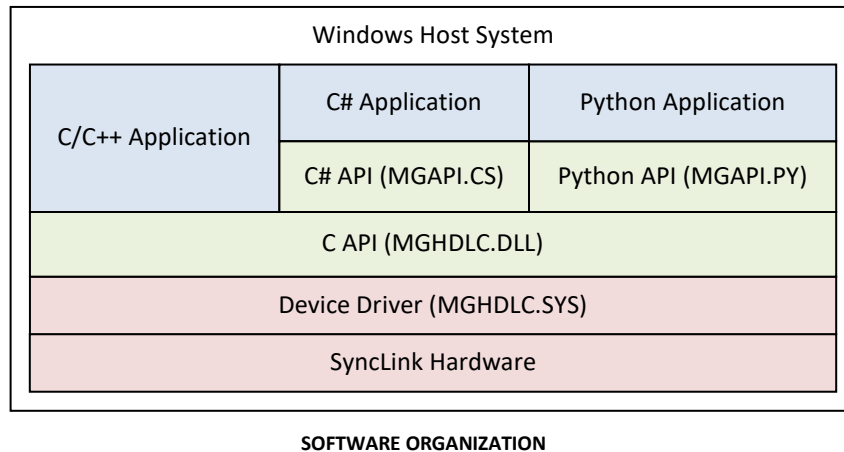 Windows Host System
C/C++ Application
C# Application
Python Application
C# API (MGAPI.CS)
Python API (MGAPI.PY)
C API (MGHDLC.DLL)
Device Driver (MGHDLC.SYS)
SyncLink Hardware
SOFTWARE ORGANIZATION